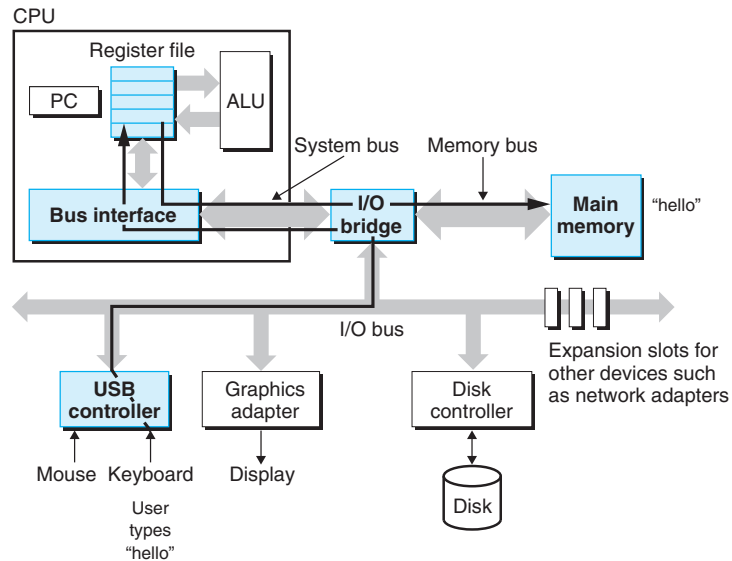 CPU
Register file
PC
ALU
System bus
Memory bus
Bus interface
I/O
bridge
Main
memory
“hello”
I/O bus
Expansion slots for
other devices such
as network adapters
USB
controller
Graphics
adapter
Disk
controller
Mouse
Keyboard
Display
Disk
User
types
“hello”